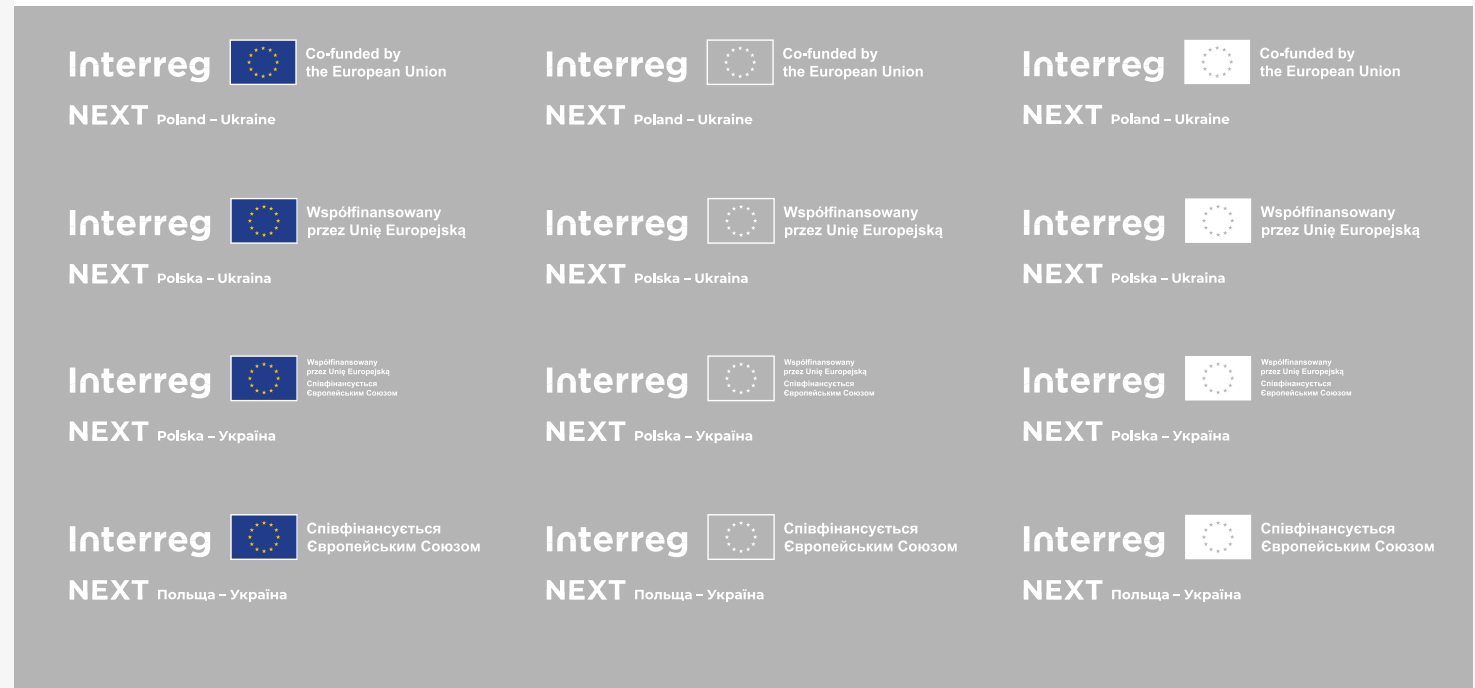 Interreg Co-funded by
the European Union
NEXT Poland – Ukraine
Interreg Co-funded by
the European Union
NEXT Poland – Ukraine
Interreg Co-funded by
the European Union
NEXT Poland – Ukraine
Interreg Współfinansowany
przez Unię Europejską
NEXT Polska – Ukraina
Interreg Współfinansowany
przez Unię Europejską
NEXT Polska – Ukraina
Interreg Współfinansowany
przez Unię Europejską
NEXT Polska – Ukraina
Interreg Współfinansowany
przez Unię Europejską
Співфінансується
Європейським Союзом
NEXT Polska – Україна
Interreg Współfinansowany
przez Unię Europejską
Співфінансується
Європейським Союзом
NEXT Polska – Україна
Interreg Współfinansowany
przez Unię Europejską
Співфінансується
Європейським Союзом
NEXT Polska – Україна
Interreg Співфінансується
Європейським Союзом
NEXT Польща – Україна
Interreg Співфінансується
Європейським Союзом
NEXT Польща – Україна
Interreg Співфінансується
Європейським Союзом
NEXT Польща – Україна